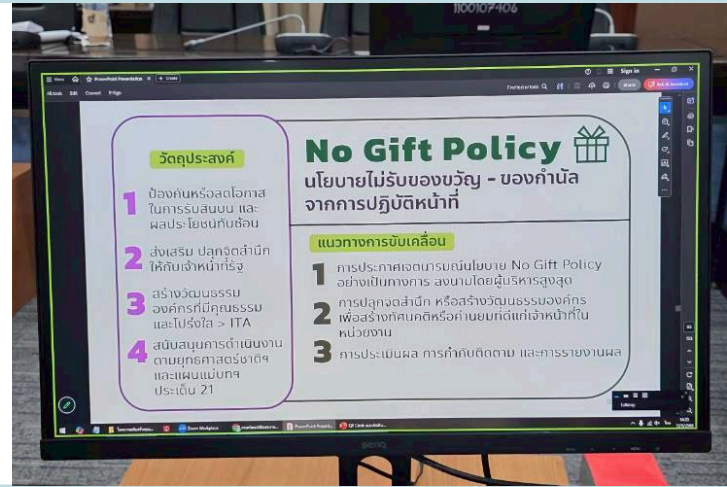 1100107406
Menu
PowerPoint Presentation
+ Create
Sign in
All tools Edit Convert E-Sign
Find text or tools
Share
Ask AI Assistant
วัตถุประสงค์
1 ป้องกันหรือลดโอกาส
ในการรับสินบน และ
ผลประโยชน์ทับซ้อน
2 ส่งเสริม ปลุกจิตสำนึก
ให้กับเจ้าหน้าที่รัฐ
3 สร้างวัฒนธรรม
องค์กรที่มีคุณธรรม
และโปร่งใส > ITA
4 สนับสนุนการดำเนินงาน
ตามยุทธศาสตร์ชาติฯ
และแผนแม่บทฯ
ประเด็น 21
No Gift Policy
นโยบายไม่รับของขวัญ - ของกำนัล
จากการปฏิบัติหน้าที่
แนวทางการขับเคลื่อน
1 การประกาศเจตนารมณ์นโยบาย No Gift Policy
อย่างเป็นทางการ ลงนามโดยผู้บริหารสูงสุด
2 การปลุกจิตสำนึก หรือสร้างวัฒนธรรมองค์กร
เพื่อสร้างทัศนคติหรือค่านิยมที่ดีแก่เจ้าหน้าที่ใน
หน่วยงาน
3 การประเมินผล การกำกับติดตาม และการรายงานผล
Zoom Workplace
BenQ